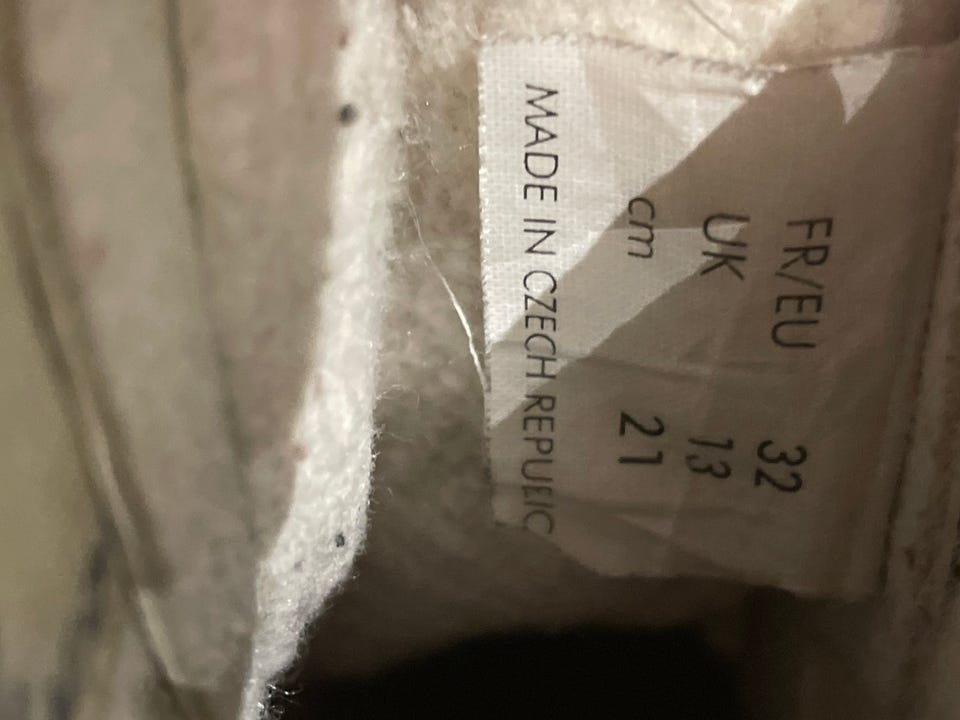 FR/EU 32
UK 13
cm 21
MADE IN CZECH REPUBLIC